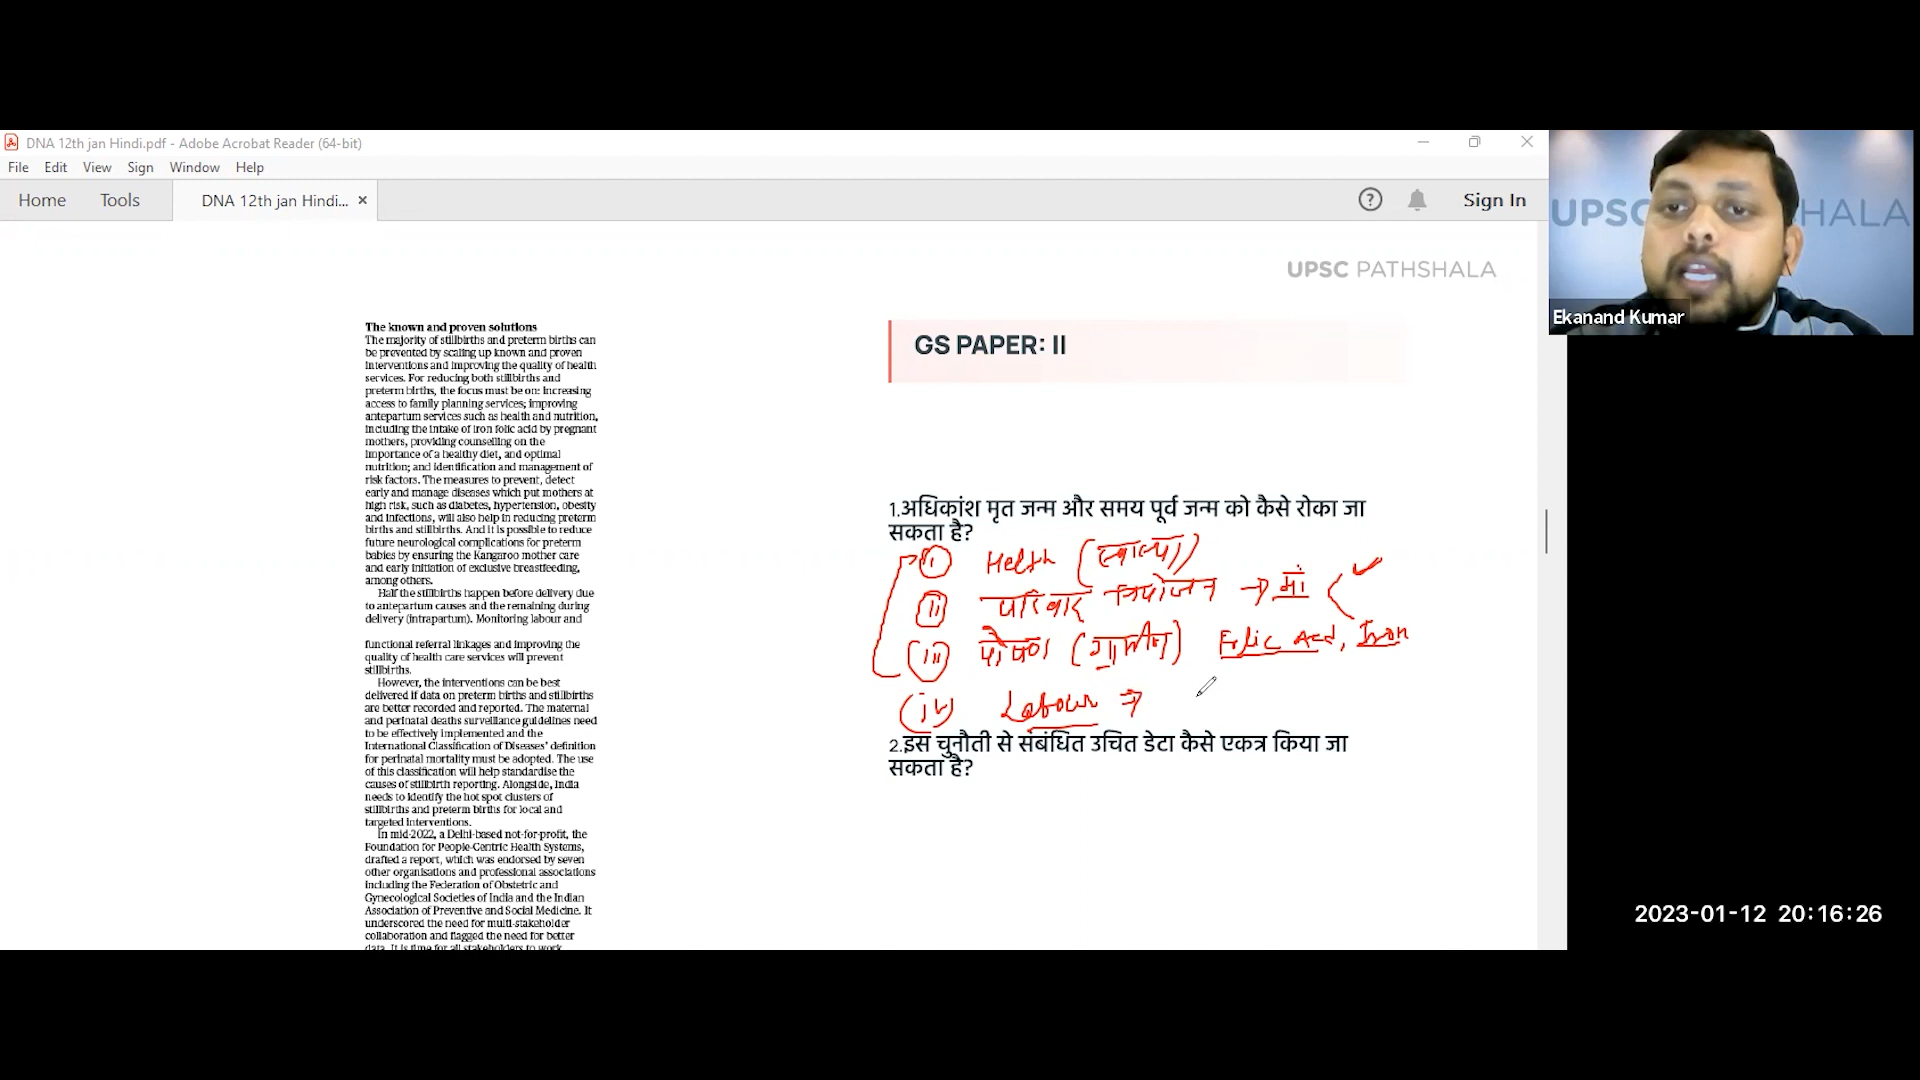 DNA 12th jan Hindi.pdf - Adobe Acrobat Reader (64-bit)
File Edit View Sign Window Help
Home Tools DNA 12th jan Hindi... × Sign In
UPSC PATHSHALA
UPSC HALA
Ekanand Kumar
The known and proven solutions
The majority of stillbirths and preterm births can
be prevented by scaling up known and proven
interventions and improving the quality of health
services. For reducing both stillbirths and
preterm births, the focus must be on: increasing
access to family planning services; improving
antepartum services such as health and nutrition,
including the intake of iron folic acid by pregnant
mothers, providing counselling on the
importance of a healthy diet, and optimal
nutrition; and identification and management of
risk factors. The measures to prevent, detect
early and manage diseases which put mothers at
high risk, such as diabetes, hypertension, obesity
and infections, will also help in reducing preterm
births and stillbirths. And it is possible to reduce
future neurological complications for preterm
babies by ensuring the Kangaroo mother care
and early initiation of exclusive breastfeeding,
among others.
Half the stillbirths happen before delivery due
to antepartum causes and the remaining during
delivery (intrapartum). Monitoring labour and
functional referral linkages and improving the
quality of health care services will prevent
stillbirths.
However, the interventions can be best
delivered if data on preterm births and stillbirths
are better recorded and reported. The maternal
and perinatal deaths surveillance guidelines need
to be effectively implemented and the
International Classification of Diseases' definition
for perinatal mortality must be adopted. The use
of this classification will help standardise the
causes of stillbirth reporting. Alongside, India
needs to identify the hot spot clusters of
stillbirths and preterm births for local and
targeted interventions.
In mid-2022, a Delhi-based not-for-profit, the
Foundation for People-Centric Health Systems,
drafted a report, which was endorsed by seven
other organisations and professional associations
including the Federation of Obstetric and
Gynecological Societies of India and the Indian
Association of Preventive and Social Medicine. It
underscored the need for multi-stakeholder
collaboration and flagged the need for better
data. It is time for all stakeholders to work
GS PAPER: II
1.अधिकांश मृत जन्म और समय पूर्व जन्म को कैसे रोका जा
सकता है?
(i) Helth (स्वास्थ्य)
(ii) परिवार नियोजन → माँ
(iii) पोषण Folic Acid, Iron
(iv) Labour ⇒
2.इस चुनौती से संबंधित उचित डेटा कैसे एकत्र किया जा
सकता है?
2023-01-12 20:16:26